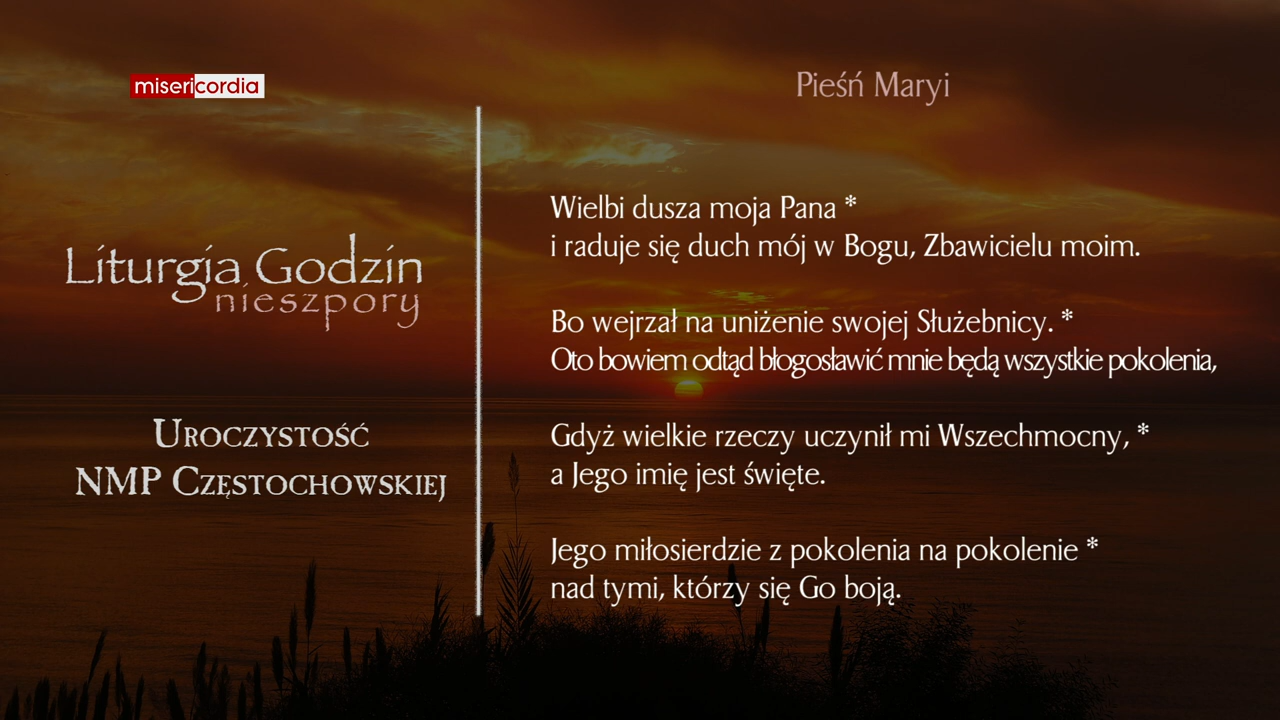 misericordia
Liturgia Godzin
nieszpory
Uroczystość
NMP Częstochowskiej
Pieśń Maryi
Wielbi dusza moja Pana *
i raduje się duch mój w Bogu, Zbawicielu moim.
Bo wejrzał na uniżenie swojej Służebnicy. *
Oto bowiem odtąd błogosławić mnie będą wszystkie pokolenia,
Gdyż wielkie rzeczy uczynił mi Wszechmocny, *
a Jego imię jest święte.
Jego miłosierdzie z pokolenia na pokolenie *
nad tymi, którzy się Go boją.